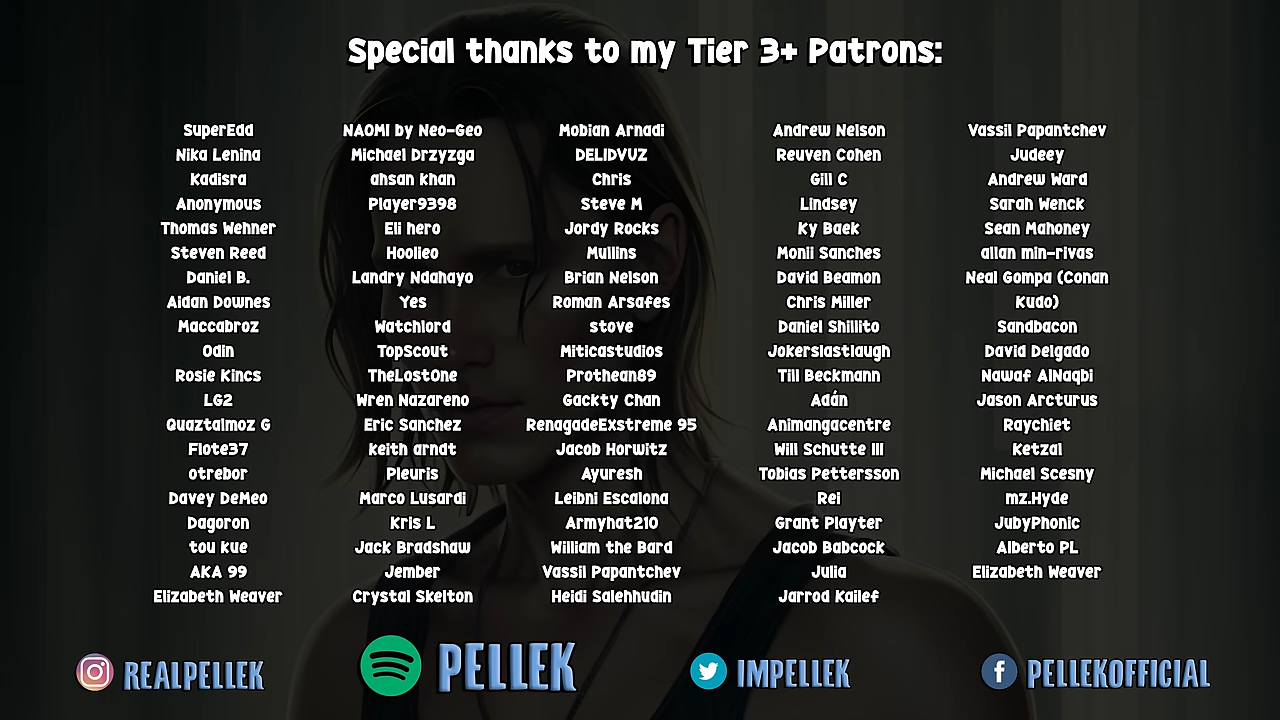 Special thanks to my Tier 3+ Patrons:
SuperEdd
Nika Lenina
Kadisra
Anonymous
Thomas Wehner
Steven Reed
Daniel B.
Aidan Downes
Maccabroz
Odin
Rosie Kincs
LG2
Quaztalmoz G
Flote37
otrebor
Davey DeMeo
Dagoron
tou kue
AKA 99
Elizabeth Weaver
NAOMI by Neo-Geo
Michael Drzyzga
ahsan khan
Player9398
Eli hero
Hoolieo
Landry Ndahayo
Yes
Watchlord
TopScout
TheLostOne
Wren Nazareno
Eric Sanchez
keith arndt
Pleuris
Marco Lusardi
Kris L
Jack Bradshaw
Jember
Crystal Skelton
Mobian Arnadi
DELIDVUZ
Chris
Steve M
Jordy Rocks
Mullins
Brian Nelson
Roman Arsafes
stove
Miticastudios
Prothean89
Gackty Chan
RenagadeExstreme 95
Jacob Horwitz
Ayuresh
Leibni Escalona
Armyhat210
William the Bard
Vassil Papantchev
Heidi Salehhudin
Andrew Nelson
Reuven Cohen
Gill C
Lindsey
Ky Baek
Monii Sanches
David Beamon
Chris Miller
Daniel Shillito
Jokerslastlaugh
Till Beckmann
Adán
Animangacentre
Will Schutte III
Tobias Pettersson
Rei
Grant Playter
Jacob Babcock
Julia
Jarrod Kailef
Vassil Papantchev
Judeey
Andrew Ward
Sarah Wenck
Sean Mahoney
allan min-rivas
Neal Gompa (Conan
Kudo)
Sandbacon
David Delgado
Nawaf AlNaqbi
Jason Arcturus
Raychiet
Ketzal
Michael Scesny
mz.Hyde
JubyPhonic
Alberto PL
Elizabeth Weaver
REALPELLEK
PELLEK
IMPELLEK
PELLEKOFFICIAL